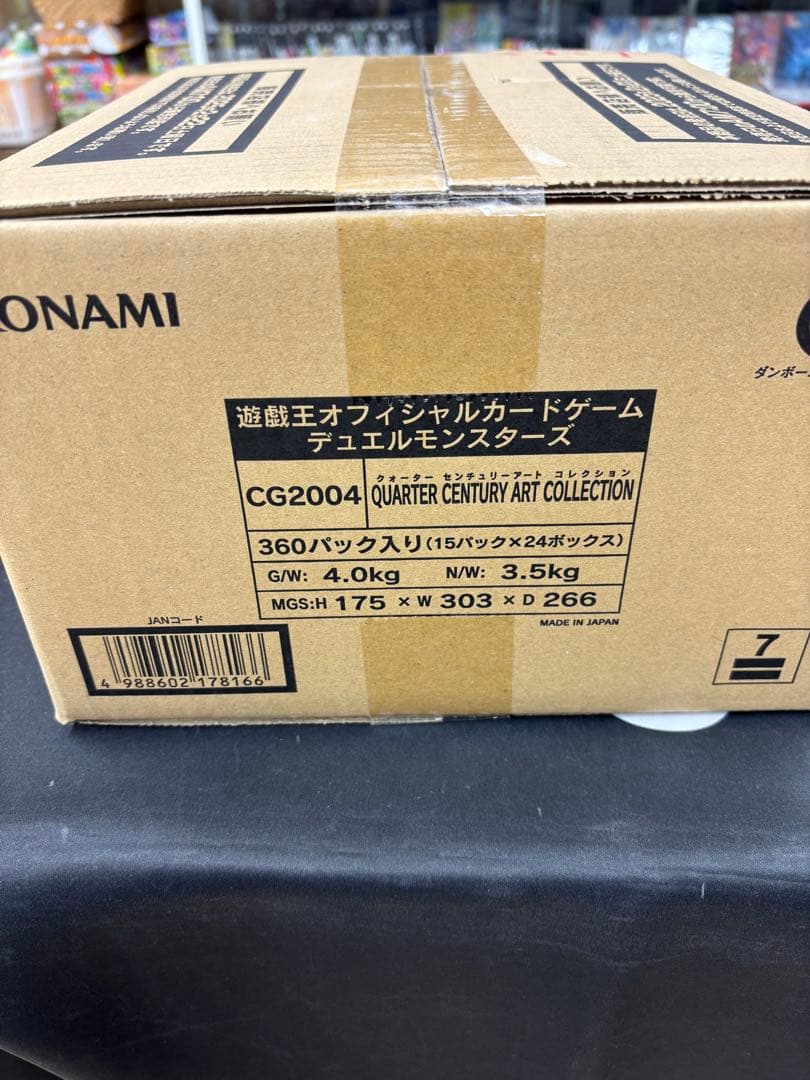 KONAMI
ダンボール
遊戯王オフィシャルカードゲーム
デュエルモンスターズ
クォーター センチュリーアート コレクション
CG2004 QUARTER CENTURY ART COLLECTION
360パック入り(15パック×24ボックス)
G/W: 4.0kg N/W: 3.5kg
MGS:H 175 × W 303 × D 266
MADE IN JAPAN
JANコード
4 988602 178166
7